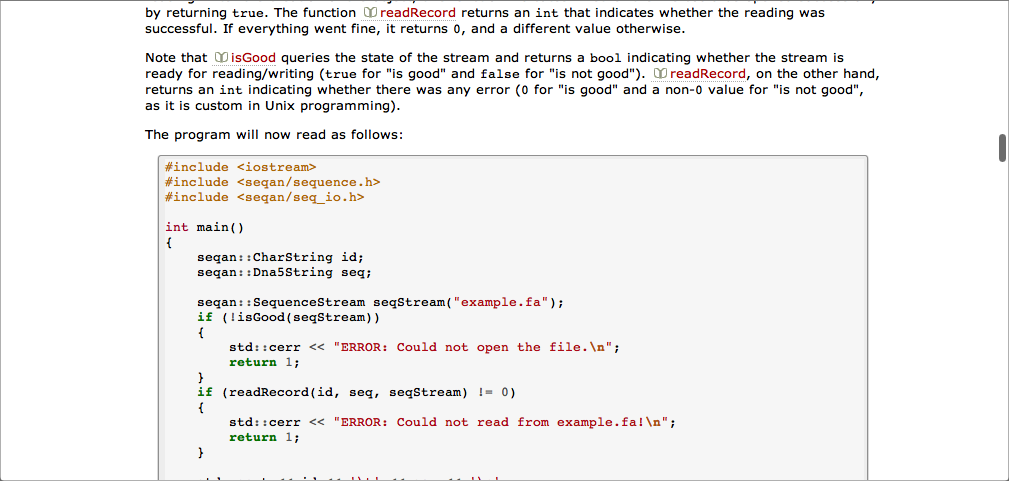 by returning true. The function readRecord returns an int that indicates whether the reading was
successful. If everything went fine, it returns 0, and a different value otherwise.
Note that isGood queries the state of the stream and returns a bool indicating whether the stream is
ready for reading/writing (true for "is good" and false for "is not good"). readRecord, on the other hand,
returns an int indicating whether there was any error (0 for "is good" and a non-0 value for "is not good",
as it is custom in Unix programming).
The program will now read as follows:
#include <iostream>
#include <seqan/sequence.h>
#include <seqan/seq_io.h>
int main()
{
    seqan::CharString id;
    seqan::Dna5String seq;
    seqan::SequenceStream seqStream("example.fa");
    if (!isGood(seqStream))
    {
        std::cerr << "ERROR: Could not open the file.\n";
        return 1;
    }
    if (readRecord(id, seq, seqStream) != 0)
    {
        std::cerr << "ERROR: Could not read from example.fa!\n";
        return 1;
    }